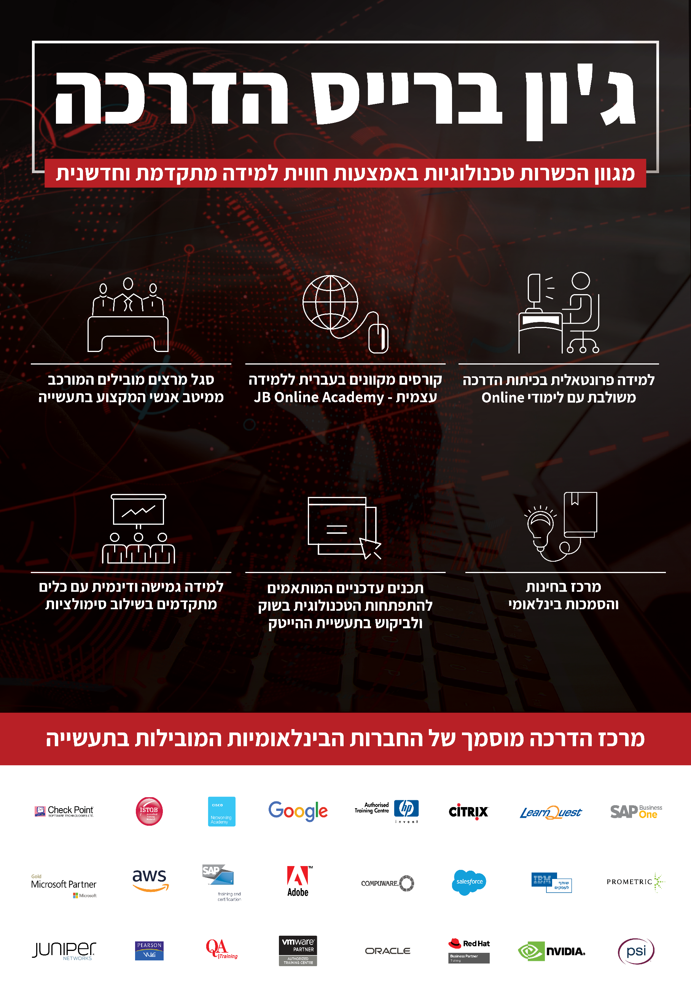 ג'ון ברייס הדרכה
מגוון הכשרות טכנולוגיות באמצעות חווית למידה מתקדמת וחדשנית
למידה פרונטאלית בכיתות הדרכה
משולבת עם לימודי Online
קורסים מקוונים בעברית ללמידה
עצמית - JB Online Academy
סגל מרצים מובילים המורכב
ממיטב אנשי המקצוע בתעשייה
מרכז בחינות
והסמכות בינלאומי
תכנים עדכניים המותאמים
להתפתחות הטכנולוגית בשוק
ולביקוש בתעשיית ההייטק
למידה גמישה ודינמית עם כלים
מתקדמים בשילוב סימולציות
מרכז הדרכה מוסמך של החברות הבינלאומיות המובילות בתעשייה
Check Point
SOFTWARE TECHNOLOGIES LTD.
ISTQB
Accredited
Training
Material
CISCO
Networking
Academy
Google
Authorised
Training Centre
hp
invent
CITRIX
LearnQuest
SAP Business
One
Gold
Microsoft Partner
Microsoft
aws
SAP
training and
certification
Adobe
COMPUWARE
salesforce
IBM
שותף
לעסקים
PROMETRIC
JUNIPER
NETWORKS
PEARSON
VUE
QA
Training
vmware
PARTNER
AUTHORIZED
TRAINING CENTRE
ORACLE
Red Hat
Business Partner
Training
NVIDIA
psi